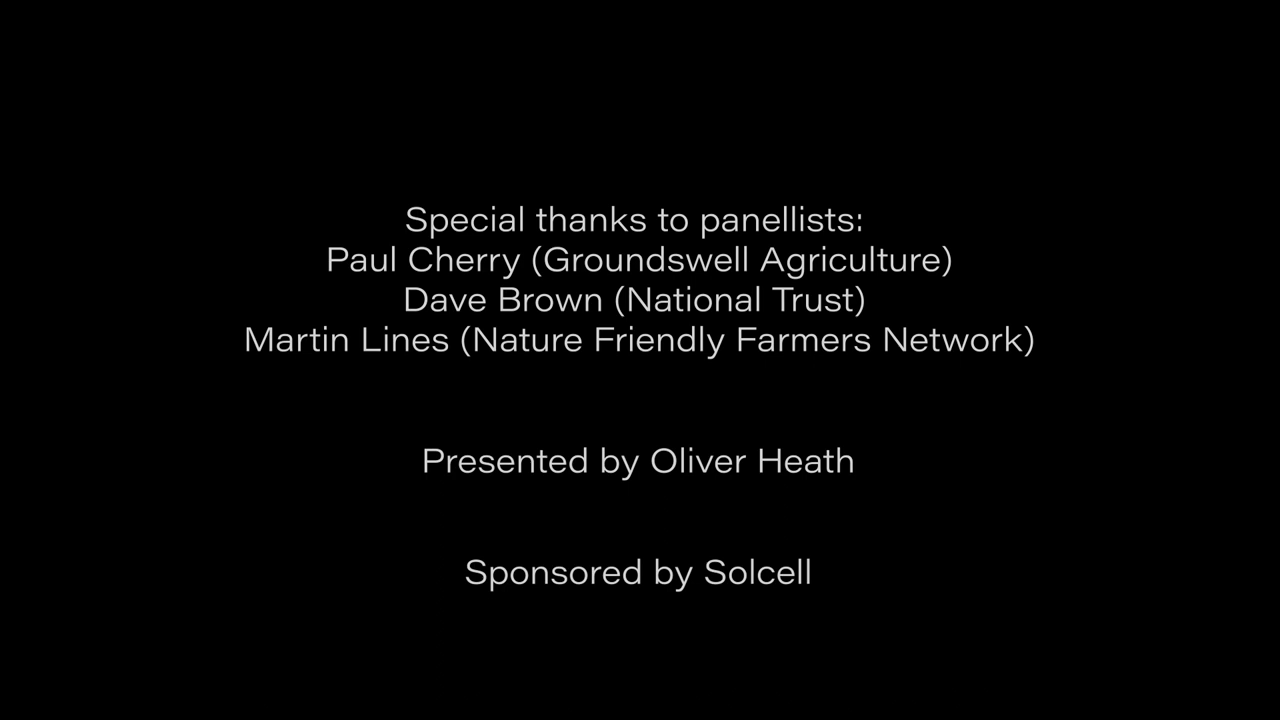 Special thanks to panellists:
Paul Cherry (Groundswell Agriculture)
Dave Brown (National Trust)
Martin Lines (Nature Friendly Farmers Network)
Presented by Oliver Heath
Sponsored by Solcell